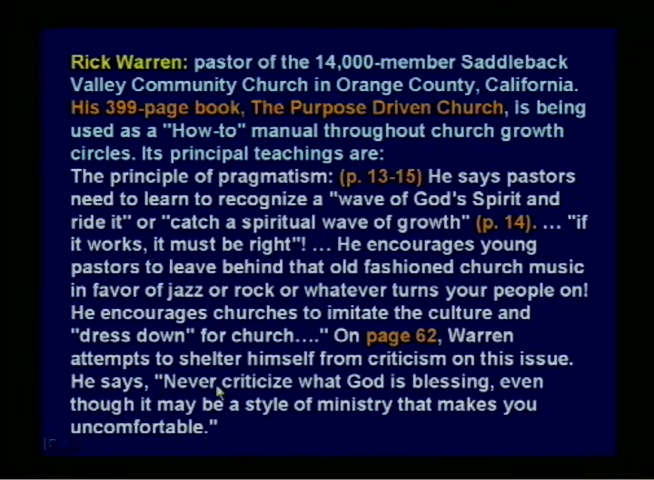 Rick Warren: pastor of the 14,000-member Saddleback
Valley Community Church in Orange County, California.
His 399-page book, The Purpose Driven Church, is being
used as a "How-to" manual throughout church growth
circles. Its principal teachings are:
The principle of pragmatism: (p. 13-15) He says pastors
need to learn to recognize a "wave of God's Spirit and
ride it" or "catch a spiritual wave of growth" (p. 14). ... "if
it works, it must be right"! ... He encourages young
pastors to leave behind that old fashioned church music
in favor of jazz or rock or whatever turns your people on!
He encourages churches to imitate the culture and
"dress down" for church...." On page 62, Warren
attempts to shelter himself from criticism on this issue.
He says, "Never criticize what God is blessing, even
though it may be a style of ministry that makes you
uncomfortable."